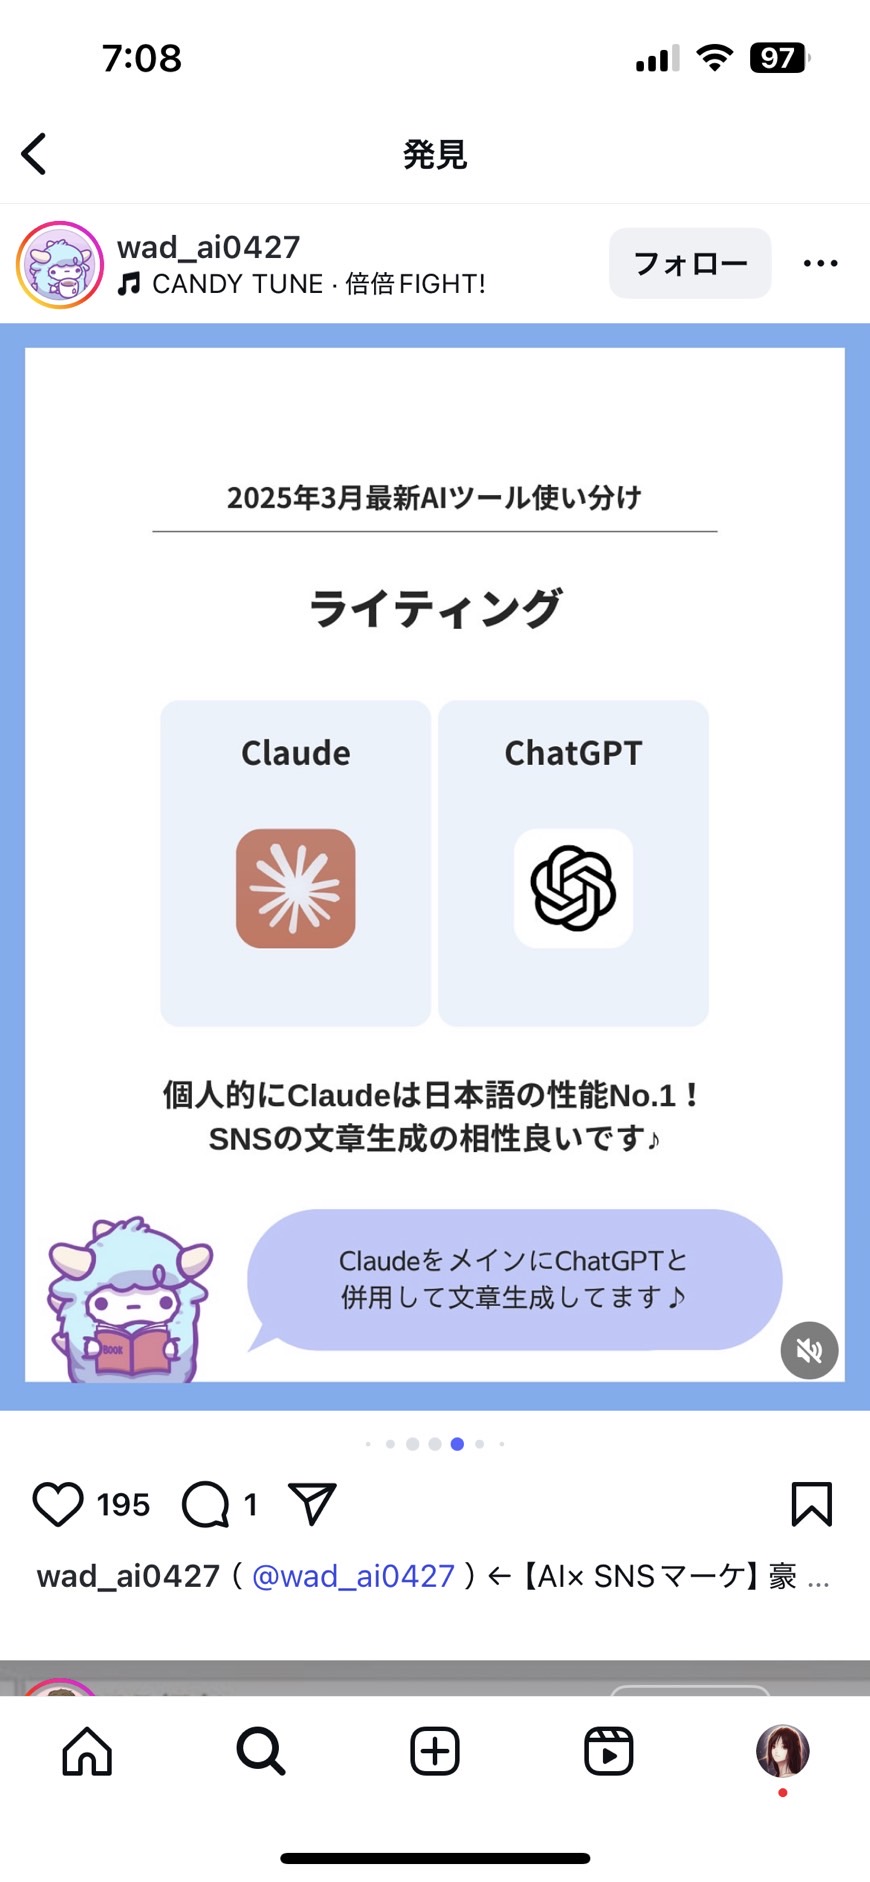 7:08
97
発見
wad_ai0427
CANDY TUNE · 倍倍FIGHT!
フォロー
2025年3月最新AIツール使い分け
ライティング
Claude
ChatGPT
個人的にClaudeは日本語の性能No.1！
SNSの文章生成の相性良いです♪
ClaudeをメインにChatGPTと
併用して文章生成してます♪
BOOK
195
1
wad_ai0427（@wad_ai0427）←【AI× SNSマーケ】豪 ...